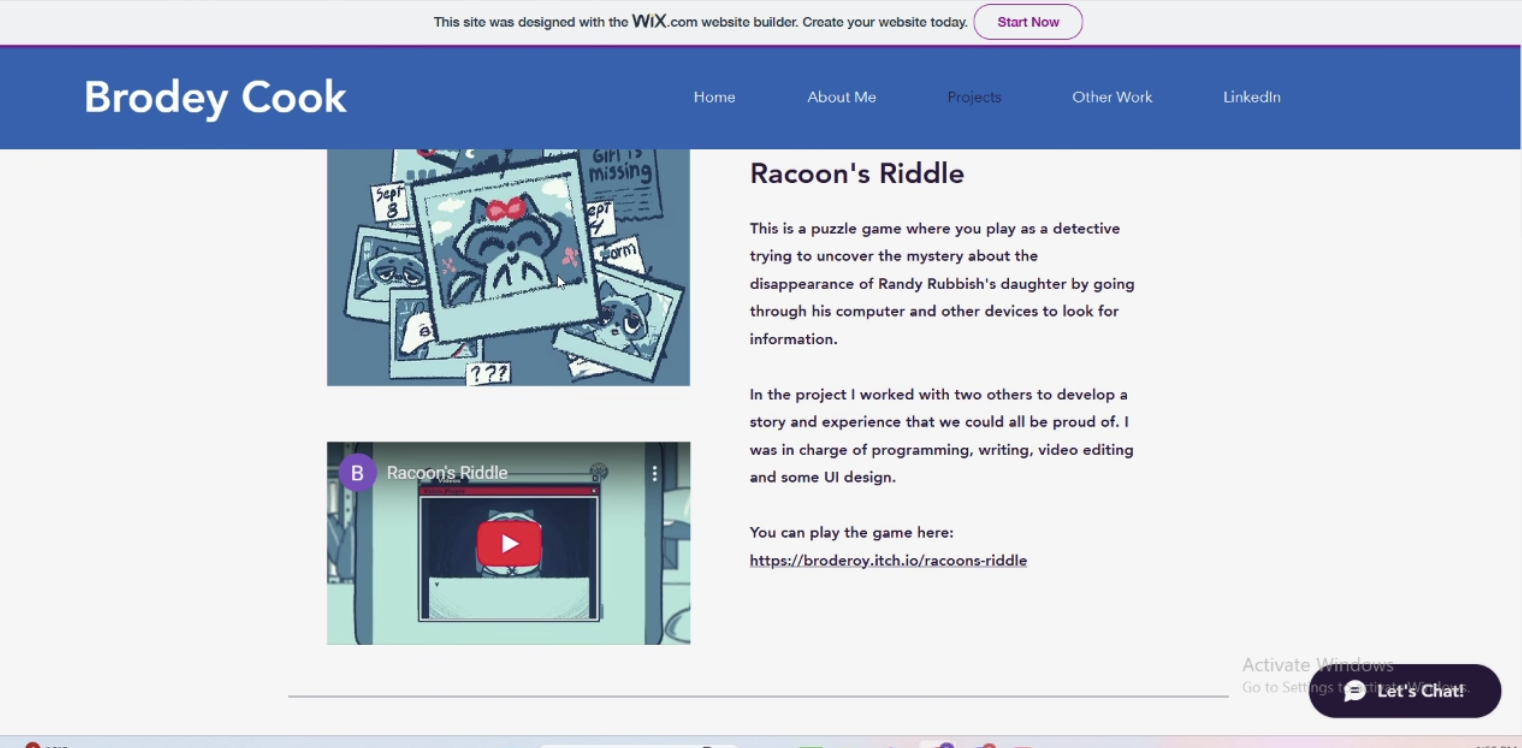 This site was designed with the WiX.com website builder. Create your website today. Start Now
Brodey Cook
Home About Me Projects Other Work LinkedIn
Girl is
missing
Sept
8
ept
4
orm
???
Racoon's Riddle
This is a puzzle game where you play as a detective
trying to uncover the mystery about the
disappearance of Randy Rubbish's daughter by going
through his computer and other devices to look for
information.
In the project I worked with two others to develop a
story and experience that we could all be proud of. I
was in charge of programming, writing, video editing
and some UI design.
You can play the game here:
https://broderoy.itch.io/racoons-riddle
B Racoon's Riddle
Videos
Activate Windows
Go to Settings to activate Windows.
Let's Chat!